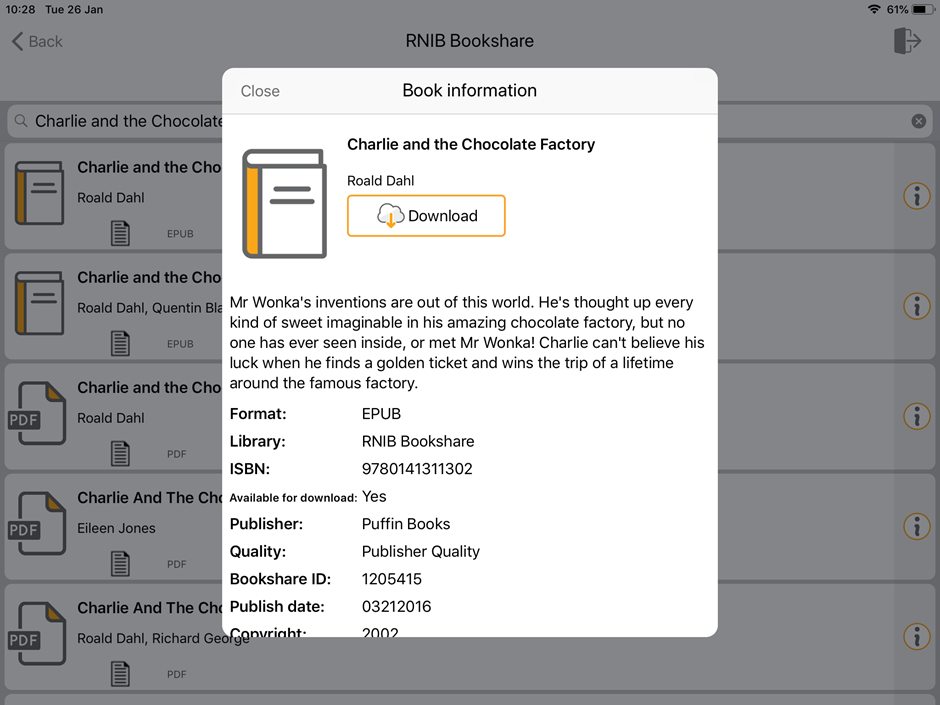 10:28 Tue 26 Jan 61%
Back RNIB Bookshare
Close Book information
Charlie and the Chocolate
Charlie and the Chocolate Factory
Roald Dahl
Download
Mr Wonka's inventions are out of this world. He's thought up every
kind of sweet imaginable in his amazing chocolate factory, but no
one has ever seen inside, or met Mr Wonka! Charlie can't believe his
luck when he finds a golden ticket and wins the trip of a lifetime
around the famous factory.
Format: EPUB
Library: RNIB Bookshare
ISBN: 9780141311302
Available for download: Yes
Publisher: Puffin Books
Quality: Publisher Quality
Bookshare ID: 1205415
Publish date: 03212016
Copyright: 2002
Charlie and the Cho
Roald Dahl
EPUB
Charlie and the Cho
Roald Dahl, Quentin Bla
EPUB
PDF
Charlie and the Cho
Roald Dahl
PDF
PDF
Charlie And The Cho
Eileen Jones
PDF
PDF
Charlie And The Cho
Roald Dahl, Richard George
PDF